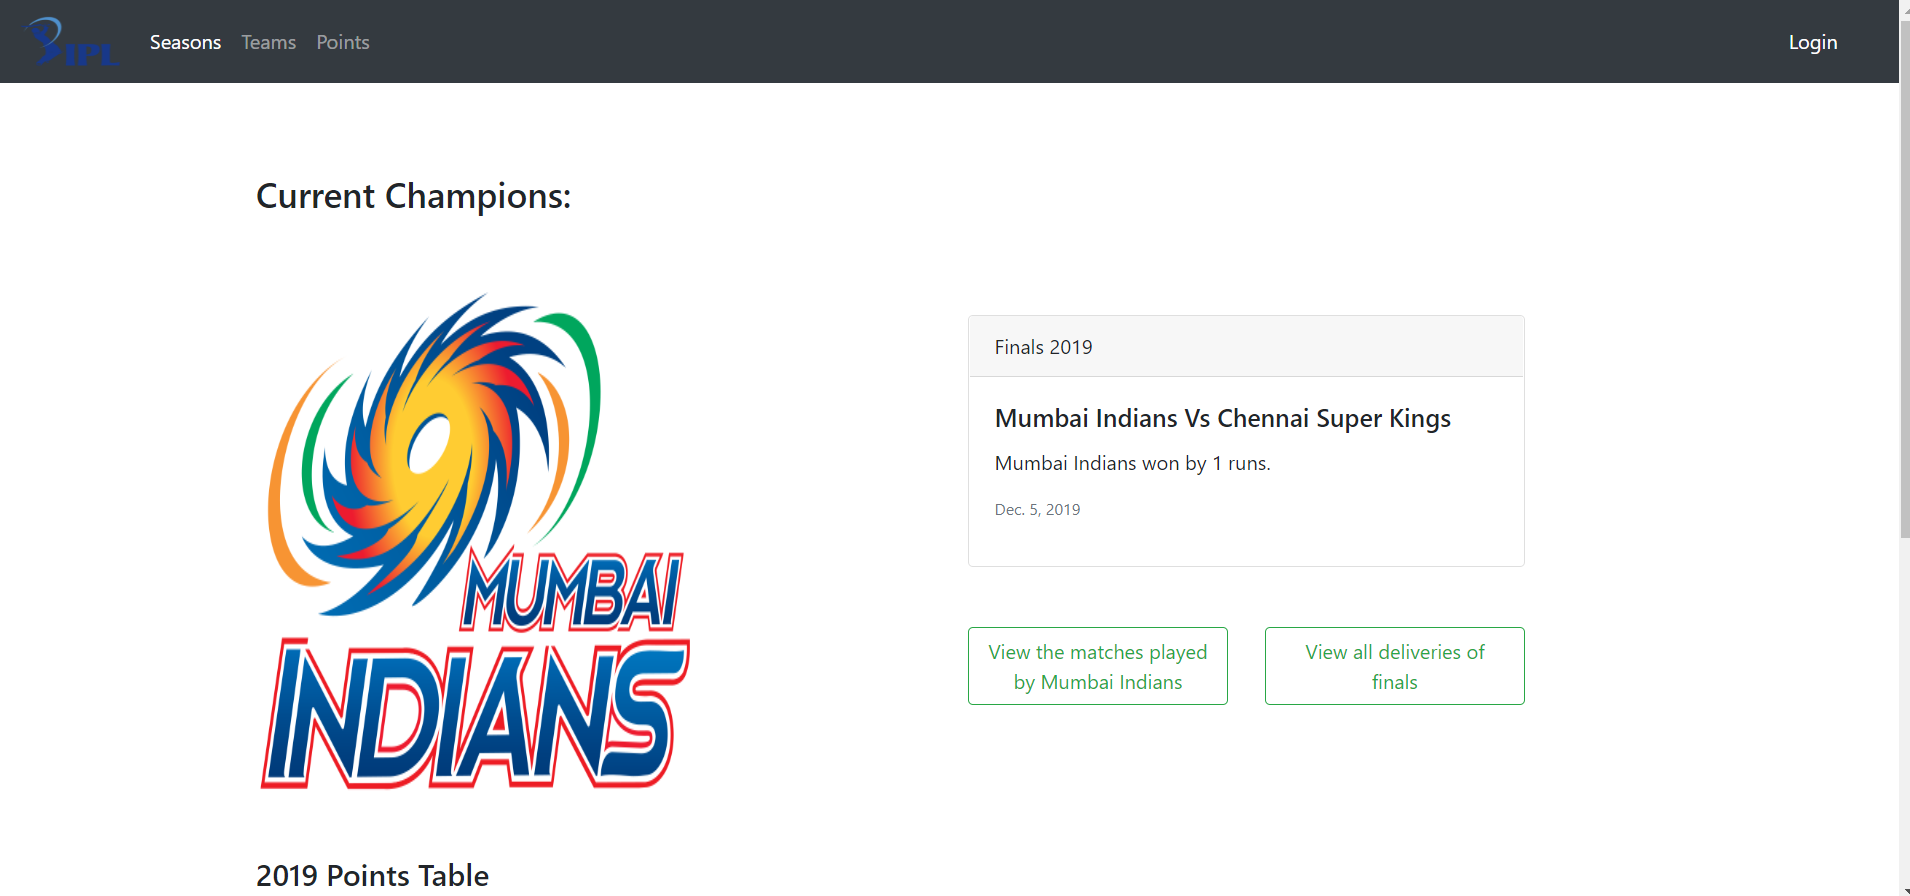 IPL
Seasons Teams Points Login
Current Champions:
MUMBAI
INDIANS
Finals 2019
Mumbai Indians Vs Chennai Super Kings
Mumbai Indians won by 1 runs.
Dec. 5, 2019
View the matches played
by Mumbai Indians
View all deliveries of
finals
2019 Points Table